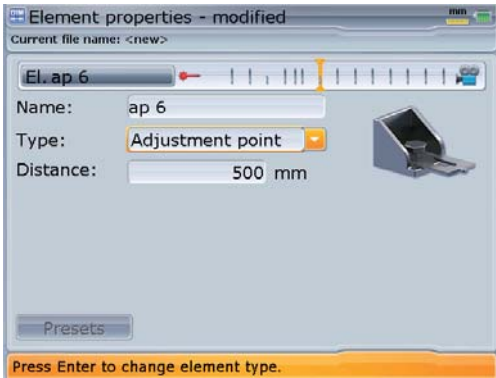 Element properties - modified
mm
Current file name: <new>
El. ap 6
Name: ap 6
Type: Adjustment point
Distance: 500 mm
Presets
Press Enter to change element type.